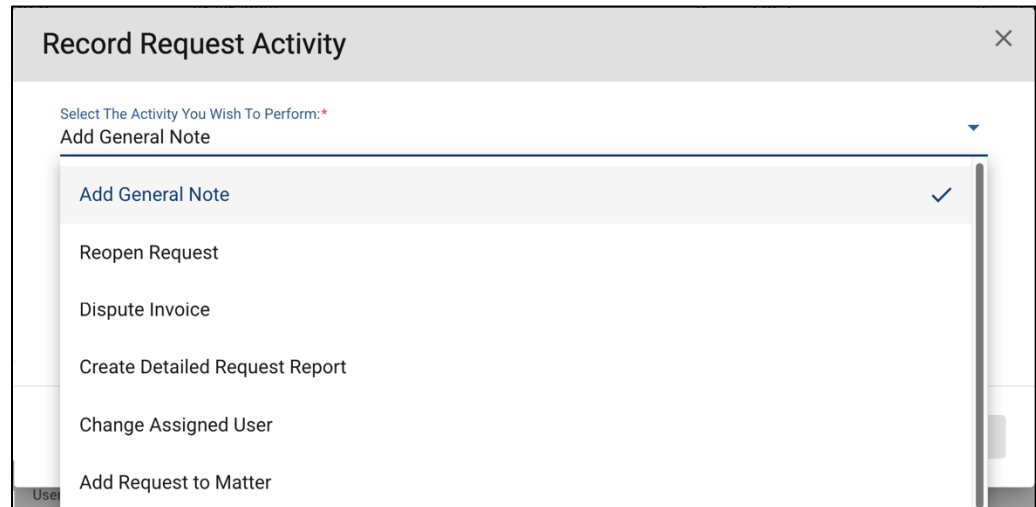 Record Request Activity
Select The Activity You Wish To Perform:*
Add General Note
Add General Note
Reopen Request
Dispute Invoice
Create Detailed Request Report
Change Assigned User
Add Request to Matter